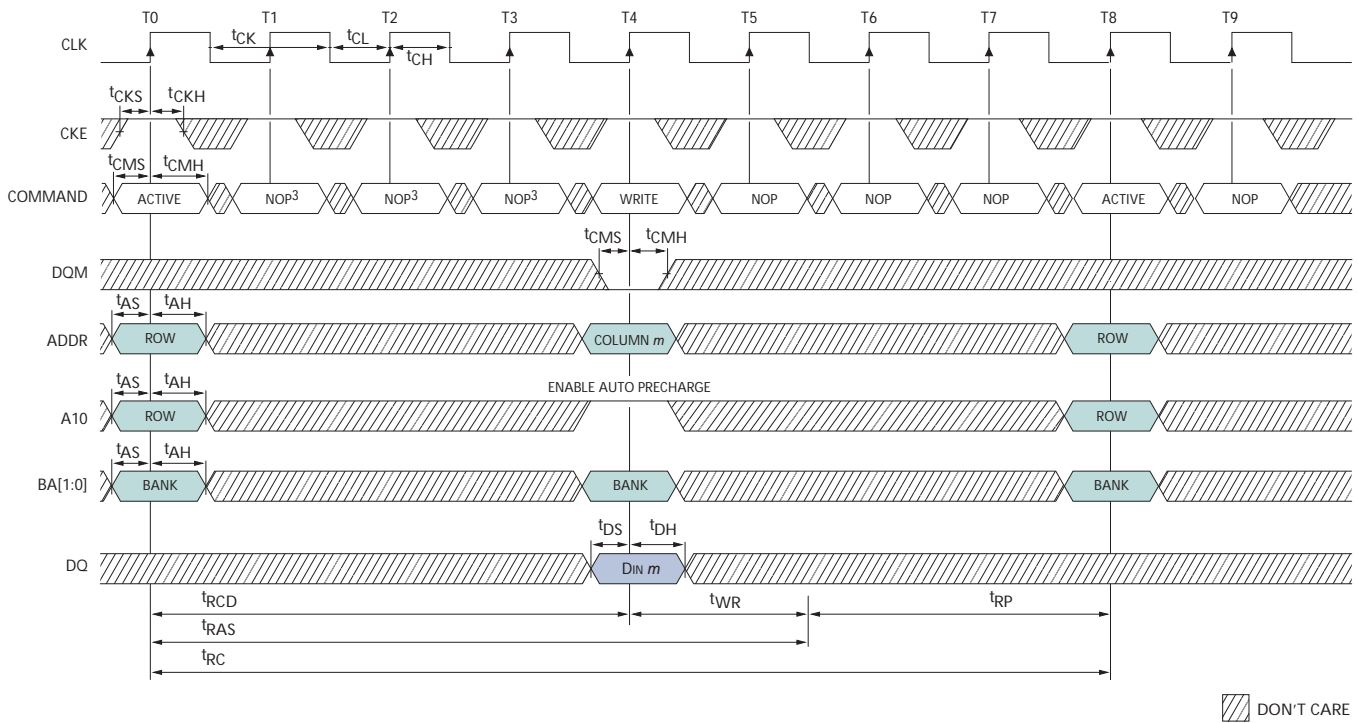 T0 T1 T2 T3 T4 T5 T6 T7 T8 T9
CLK tCK tCL tCH
tCKS tCKH
CKE
tCMS tCMH
COMMAND ACTIVE NOP3 NOP3 NOP3 WRITE NOP NOP NOP ACTIVE NOP
tCMS tCMH
DQM
tAS tAH
ADDR ROW COLUMN m ROW
ENABLE AUTO PRECHARGE
tAS tAH
A10 ROW ROW
tAS tAH
BA[1:0] BANK BANK BANK
tDS tDH
DQ DIN m
tRCD tWR tRP
tRAS
tRC
DON'T CARE